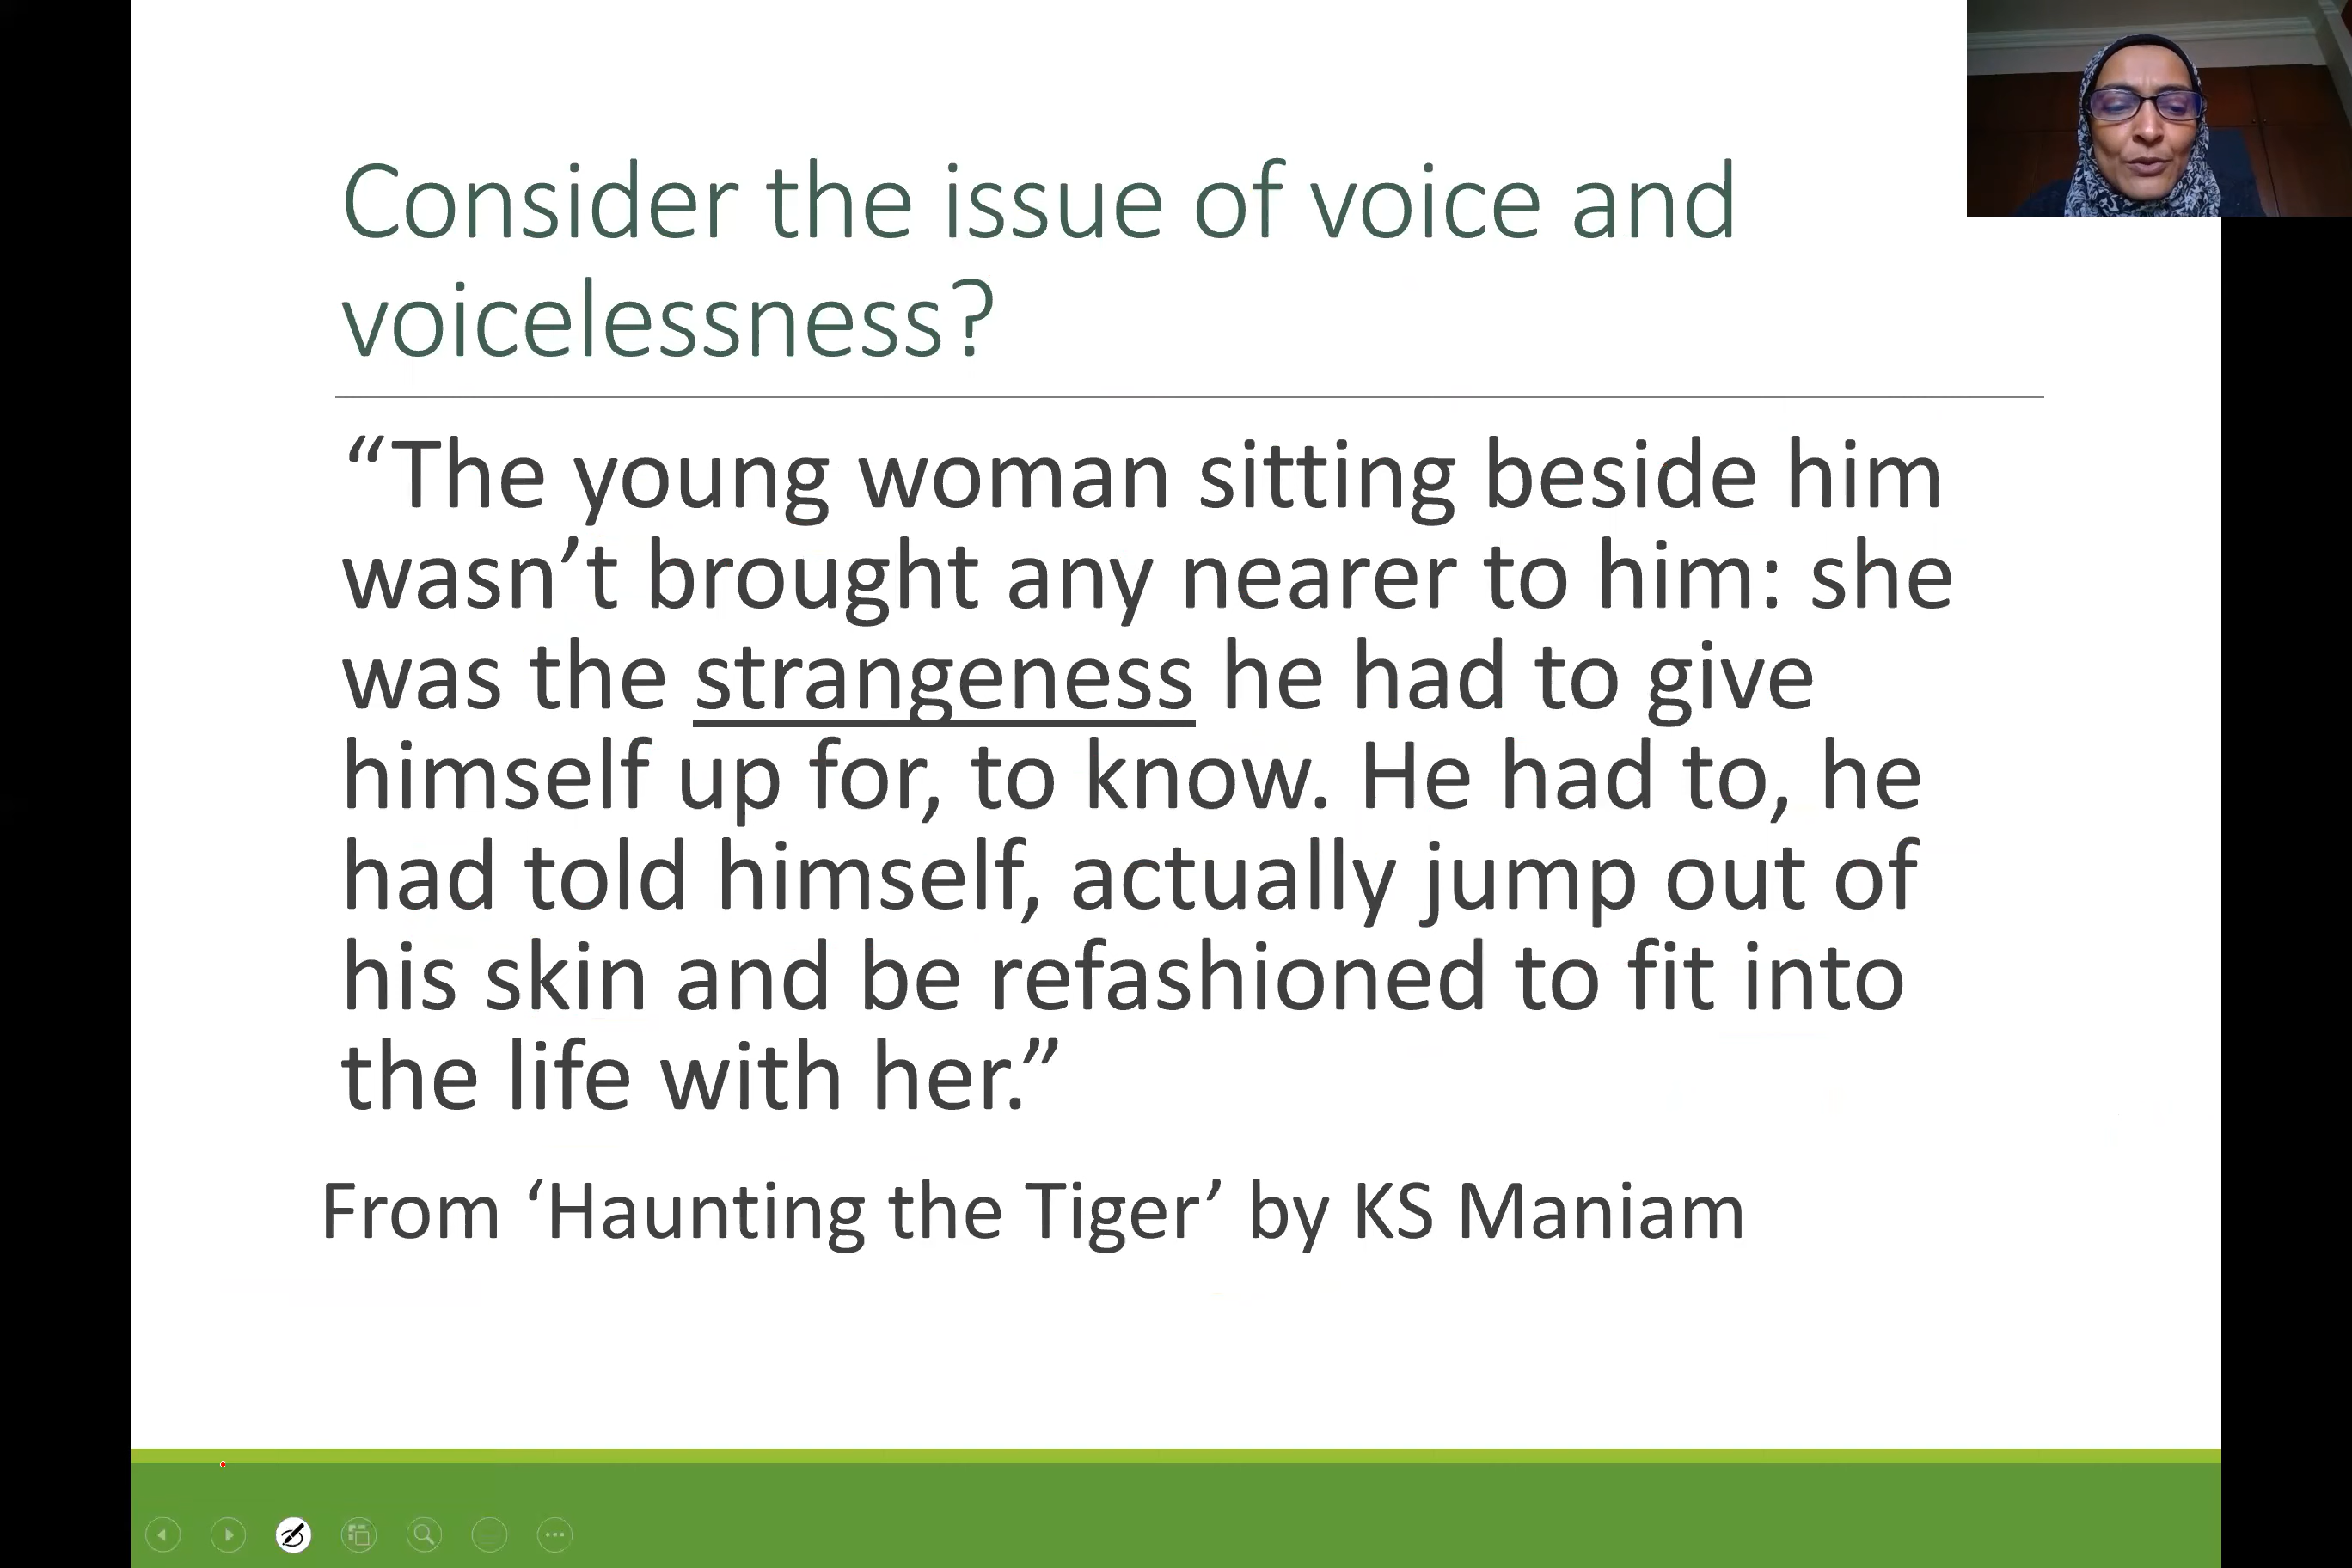 Consider the issue of voice and
voicelessness?
“The young woman sitting beside him
wasn’t brought any nearer to him: she
was the strangeness he had to give
himself up for, to know. He had to, he
had told himself, actually jump out of
his skin and be refashioned to fit into
the life with her.”
From ‘Haunting the Tiger’ by KS Maniam